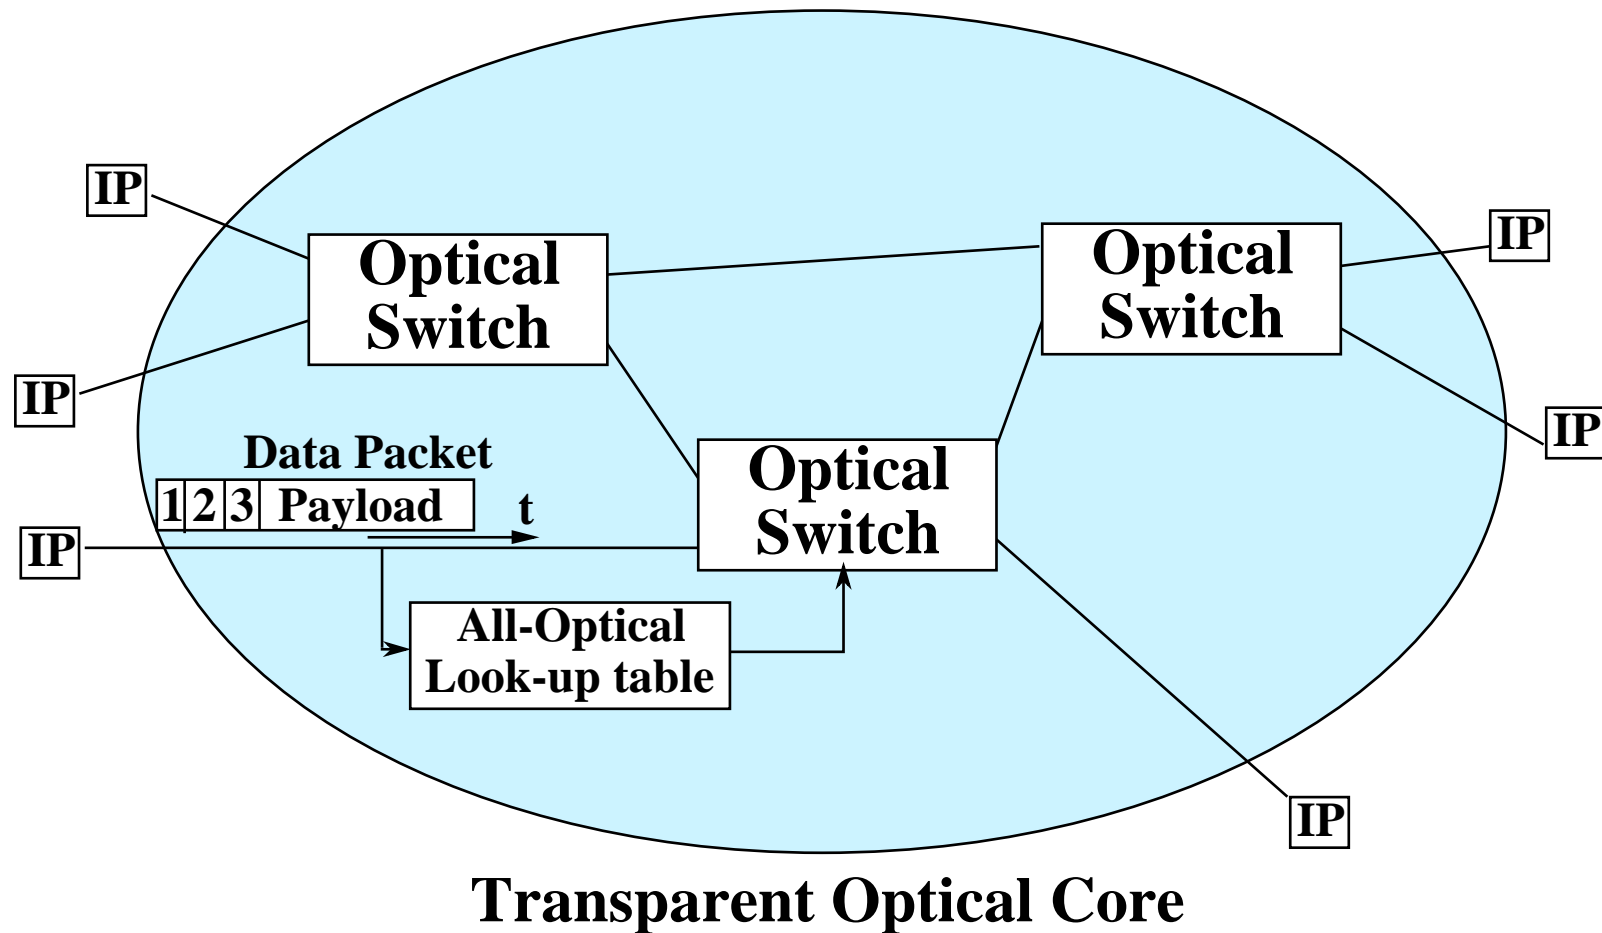 IP
IP
Optical
Switch
Optical
Switch
IP
IP
Data Packet
1 2 3 Payload
t
Optical
Switch
IP
All-Optical
Look-up table
IP
Transparent Optical Core